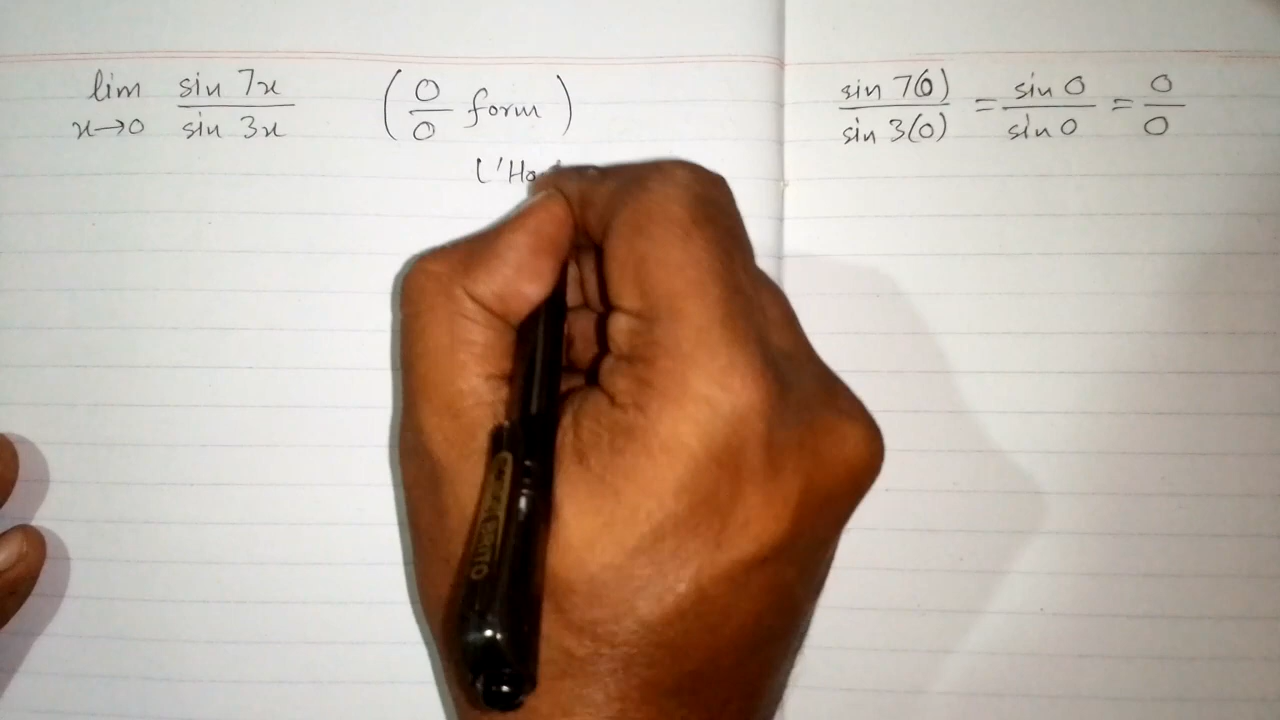 lim x→0 sin 7x / sin 3x (0/0 form)
L'Ho
sin 7(0) / sin 3(0) = sin 0 / sin 0 = 0/0